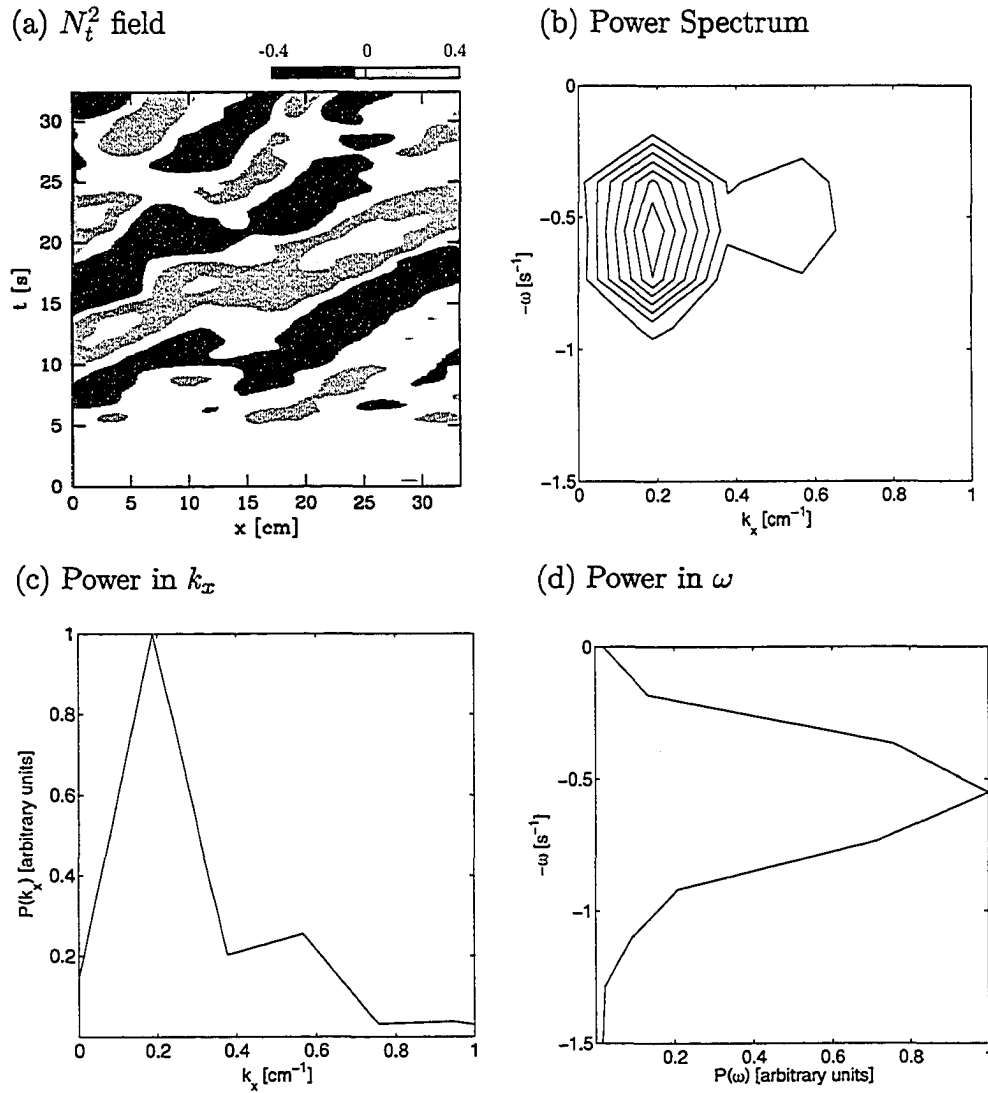 (a) N_t^2 field
-0.4 0 0.4
30
25
20
15
10
5
0
t [s]
0 5 10 15 20 25 30
x [cm]
(b) Power Spectrum
0
-0.5
-1
-1.5
-ω [s⁻¹]
0 0.2 0.4 0.6 0.8 1
k_x [cm⁻¹]
(c) Power in k_x
1
0.8
0.6
0.4
0.2
P(k_x) [arbitrary units]
0 0.2 0.4 0.6 0.8 1
k_x [cm⁻¹]
(d) Power in ω
0
-0.5
-1
-1.5
-ω [s⁻¹]
0.2 0.4 0.6 0.8 1
P(ω) [arbitrary units]